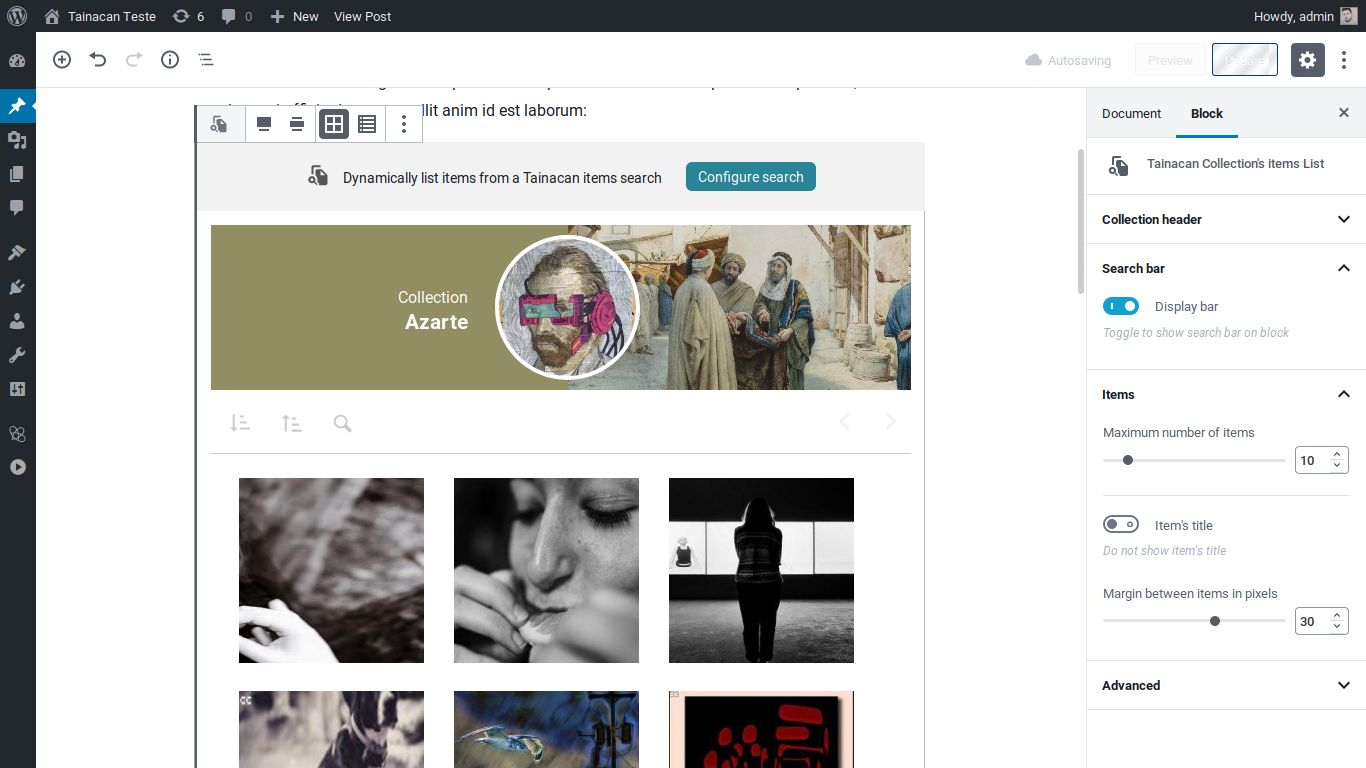 Tainacan Teste
6
0
New
View Post
Howdy, admin
Autosaving
Preview
Update
llit anim id est laborum:
Dynamically list items from a Tainacan items search
Configure search
Collection
Azarte
Document
Block
Tainacan Collection's items List
Collection header
Search bar
Display bar
Toggle to show search bar on block
Items
Maximum number of items
10
Item's title
Do not show item's title
Margin between items in pixels
30
Advanced